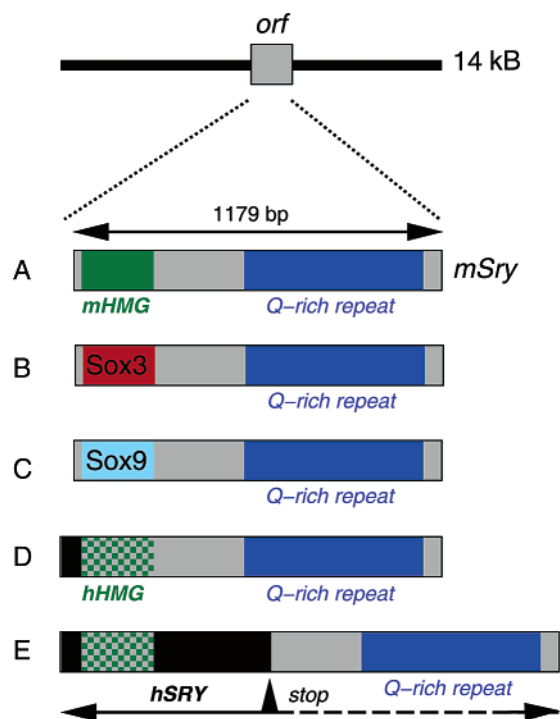 orf
14 kB
1179 bp
A
mSry
mHMG
Q-rich repeat
B
Sox3
Q-rich repeat
C
Sox9
Q-rich repeat
D
hHMG
Q-rich repeat
E
hSRY
stop
Q-rich repeat